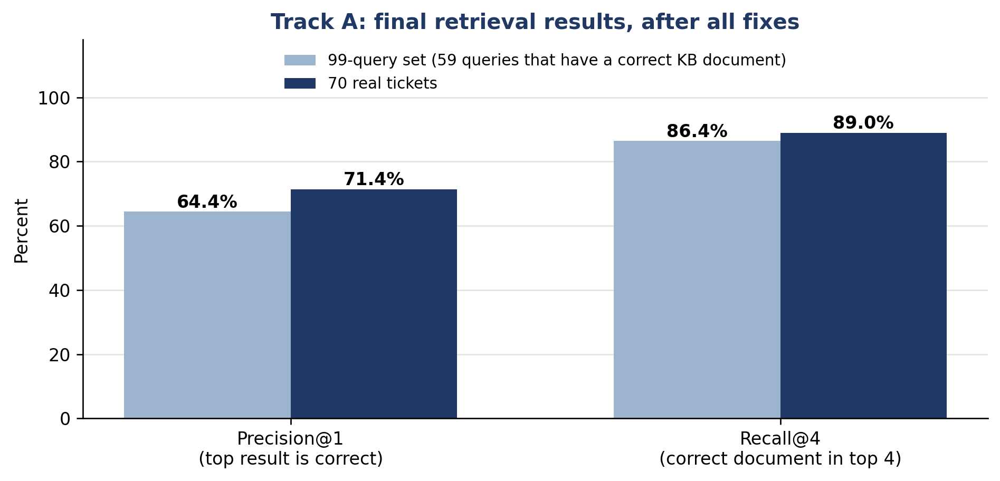 Track A: final retrieval results, after all fixes
99-query set (59 queries that have a correct KB document)
70 real tickets
Percent
100
80
60
40
20
0
64.4%
71.4%
86.4%
89.0%
Precision@1
(top result is correct)
Recall@4
(correct document in top 4)